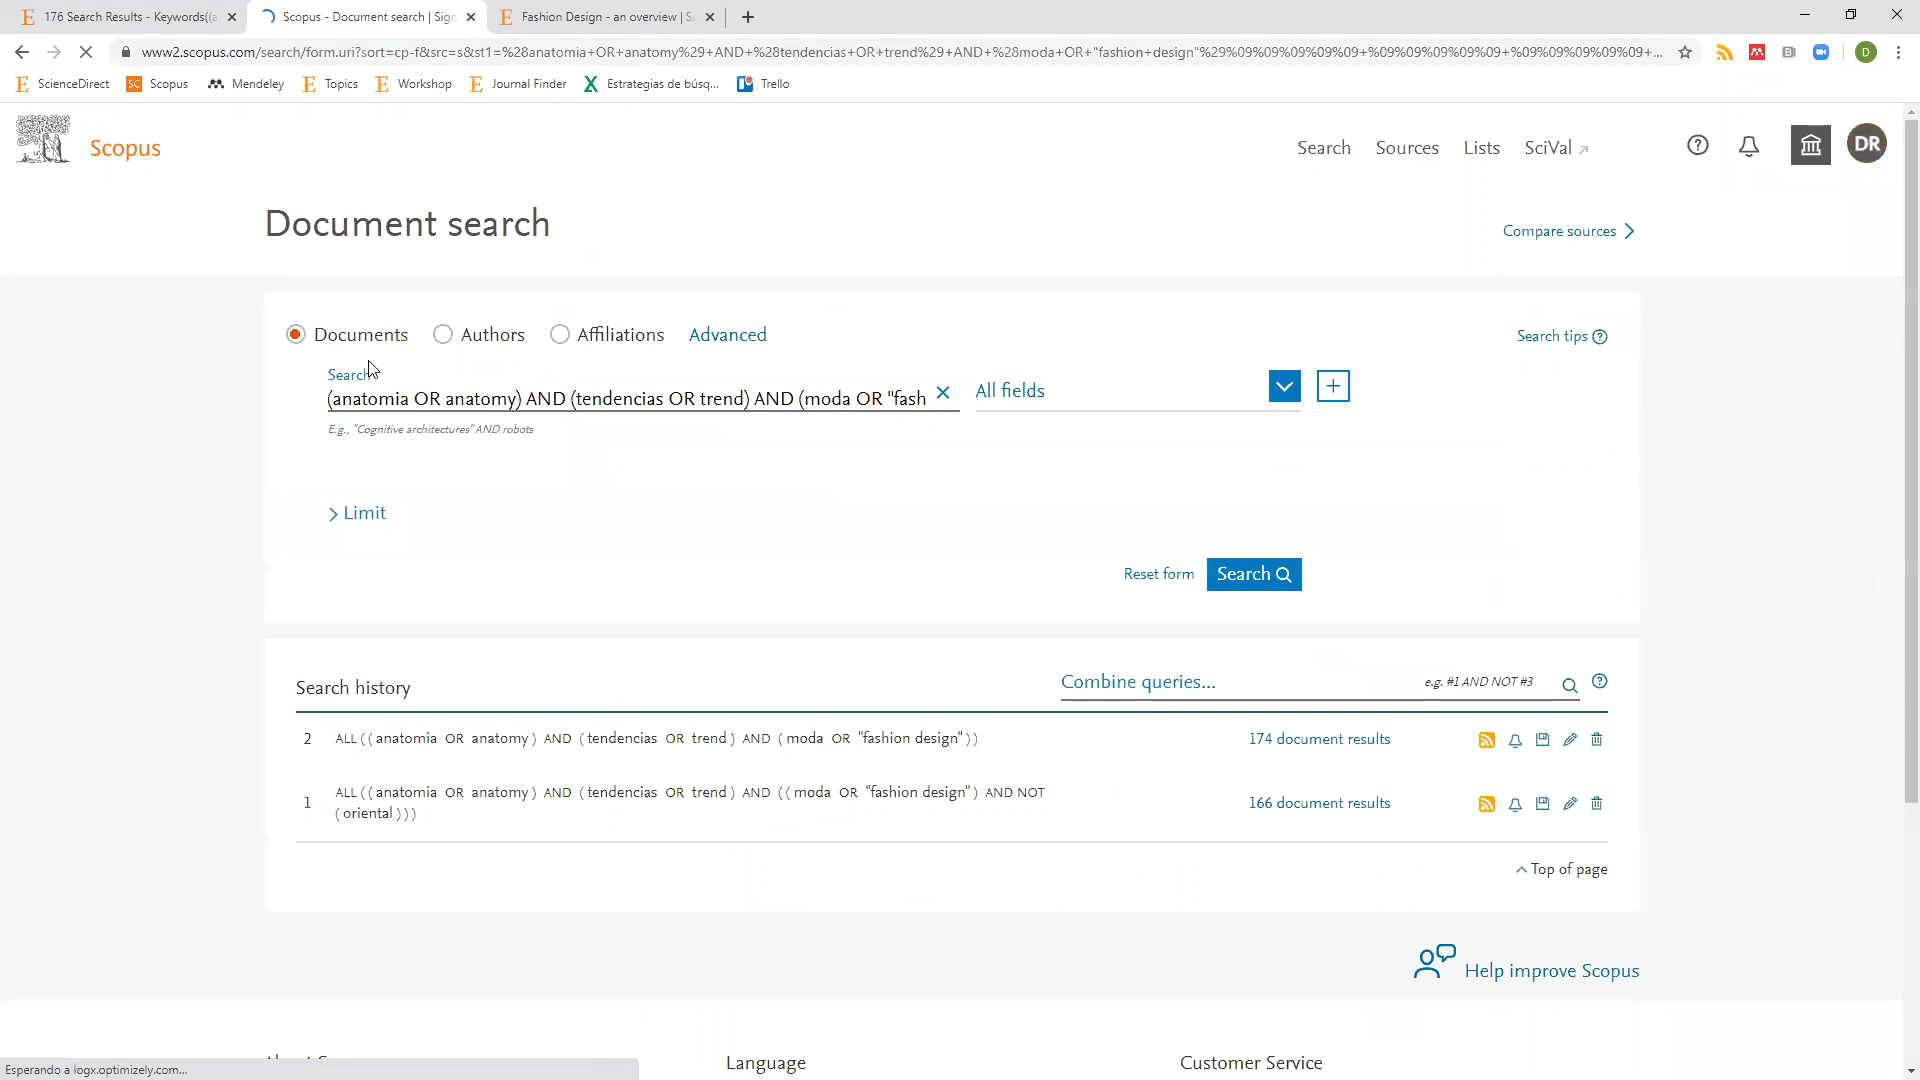 176 Search Results - Keywords((a
Scopus - Document search | Sign
Fashion Design - an overview | S
www2.scopus.com/search/form.uri?sort=cp-f&src=s&st1=%28anatomia+OR+anatomy%29+AND+%28tendencias+OR+trend%29+AND+%28moda+OR+"fashion+design"%29%09%09%09%09%09+%09%09%09%09%09+%09%09%09%09%09+...
ScienceDirect
Scopus
Mendeley
Topics
Workshop
Journal Finder
Estrategias de búsq...
Trello
Scopus
Search
Sources
Lists
SciVal
DR
Document search
Compare sources
Documents
Authors
Affiliations
Advanced
Search tips
Search
(anatomia OR anatomy) AND (tendencias OR trend) AND (moda OR "fash
All fields
E.g., "Cognitive architectures" AND robots
Limit
Reset form
Search
Search history
Combine queries...
e.g. #1 AND NOT #3
2
ALL((anatomia OR anatomy) AND (tendencias OR trend) AND (moda OR "fashion design"))
174 document results
1
ALL((anatomia OR anatomy) AND (tendencias OR trend) AND ((moda OR "fashion design") AND NOT
(oriental)))
166 document results
Top of page
Help improve Scopus
Language
Customer Service
Esperando a logx.optimizely.com...